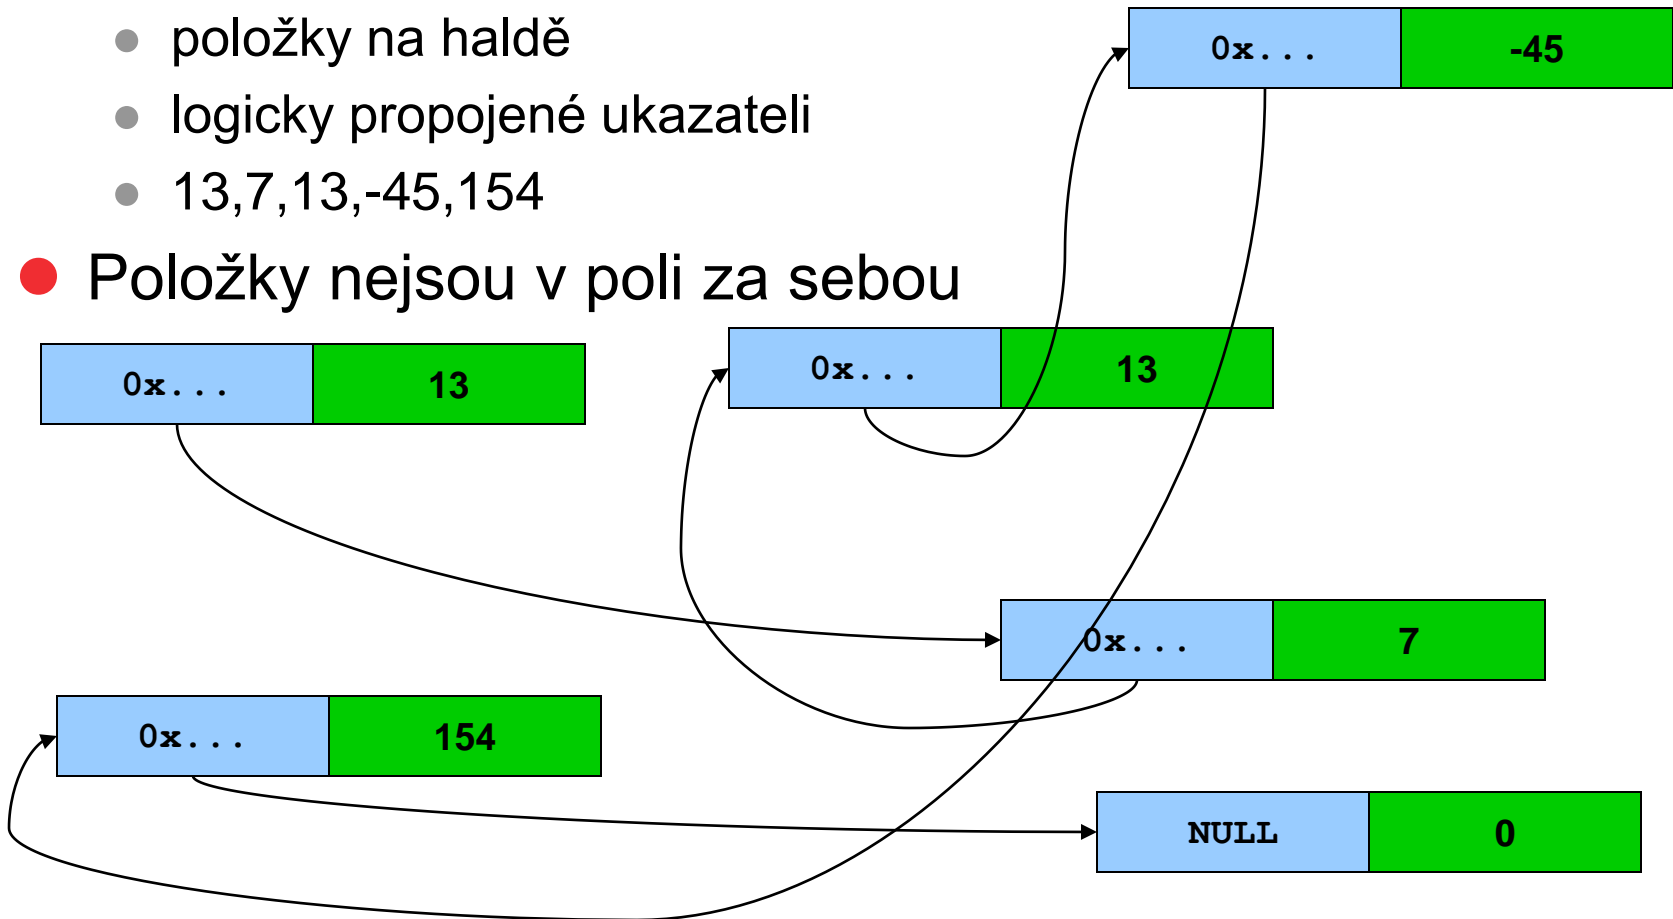 položky na haldě
logicky propojené ukazateli
13,7,13,-45,154
Položky nejsou v poli za sebou
0x... -45
0x... 13
0x... 13
0x... 7
0x... 154
NULL 0